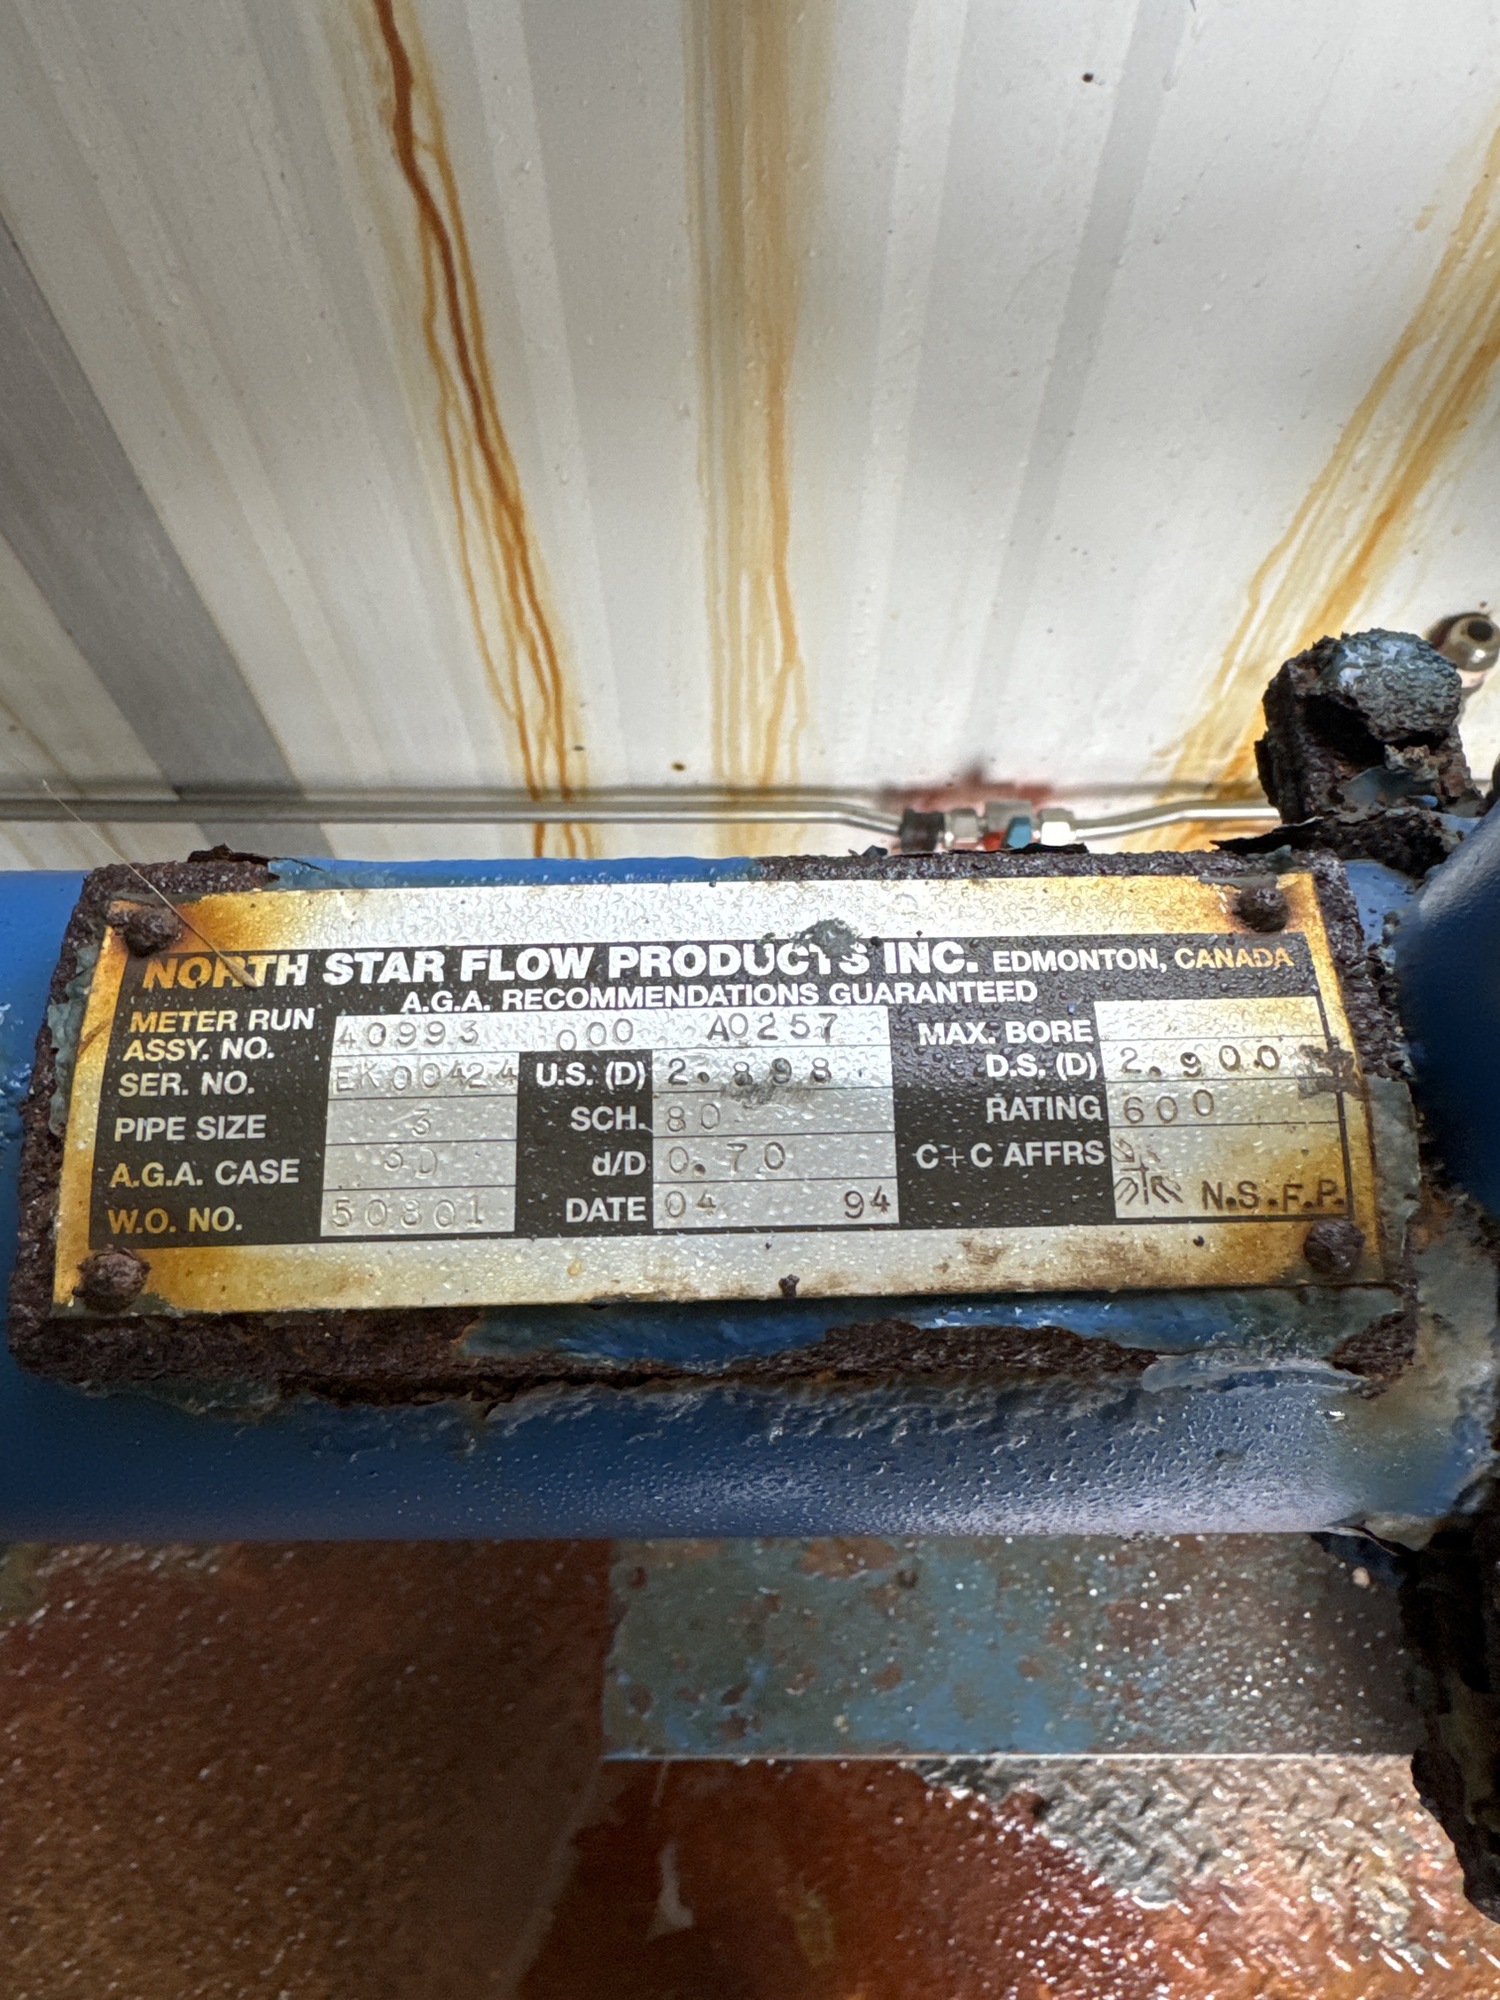 NORTH STAR FLOW PRODUCTS INC. EDMONTON, CANADA
A.G.A. RECOMMENDATIONS GUARANTEED
METER RUN ASSY. NO. 40993 000 A0257 MAX. BORE
SER. NO. EK00424 U.S. (D) 2.898 D.S. (D) 2.900
PIPE SIZE 3 SCH. 80 RATING 600
A.G.A. CASE 3D d/D 0.70 C+C AFFRS
W.O. NO. 50801 DATE 04 94 N.S.F.P.